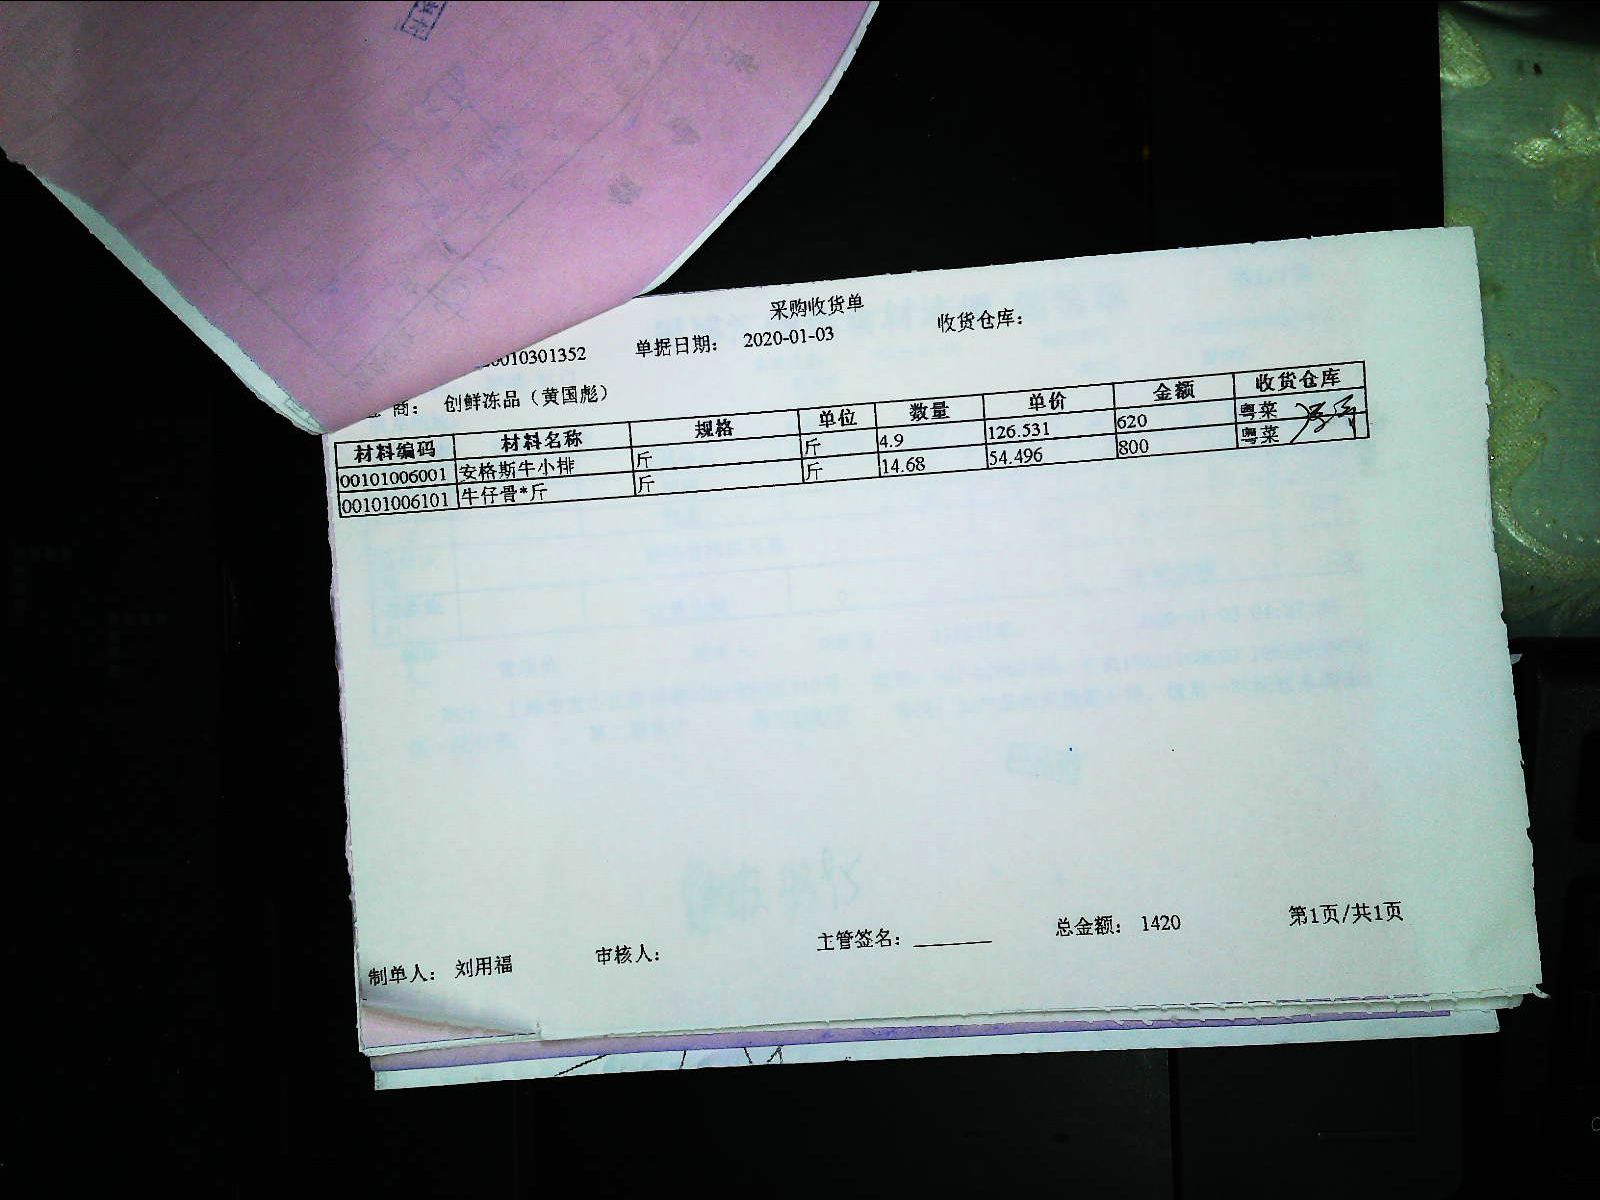 采购收货单
0010301352 单据日期: 2020-01-03 收货仓库:
商: 创鲜冻品（黄国彪）
材料编码 材料名称 规格 单位 数量 单价 金额 收货仓库
00101006001 安格斯牛小排 斤 斤 4.9 126.531 620 粤菜
00101006101 牛仔骨*斤 斤 斤 14.68 54.496 800 粤菜
制单人: 刘用福 审核人: 主管签名: 总金额: 1420 第1页/共1页